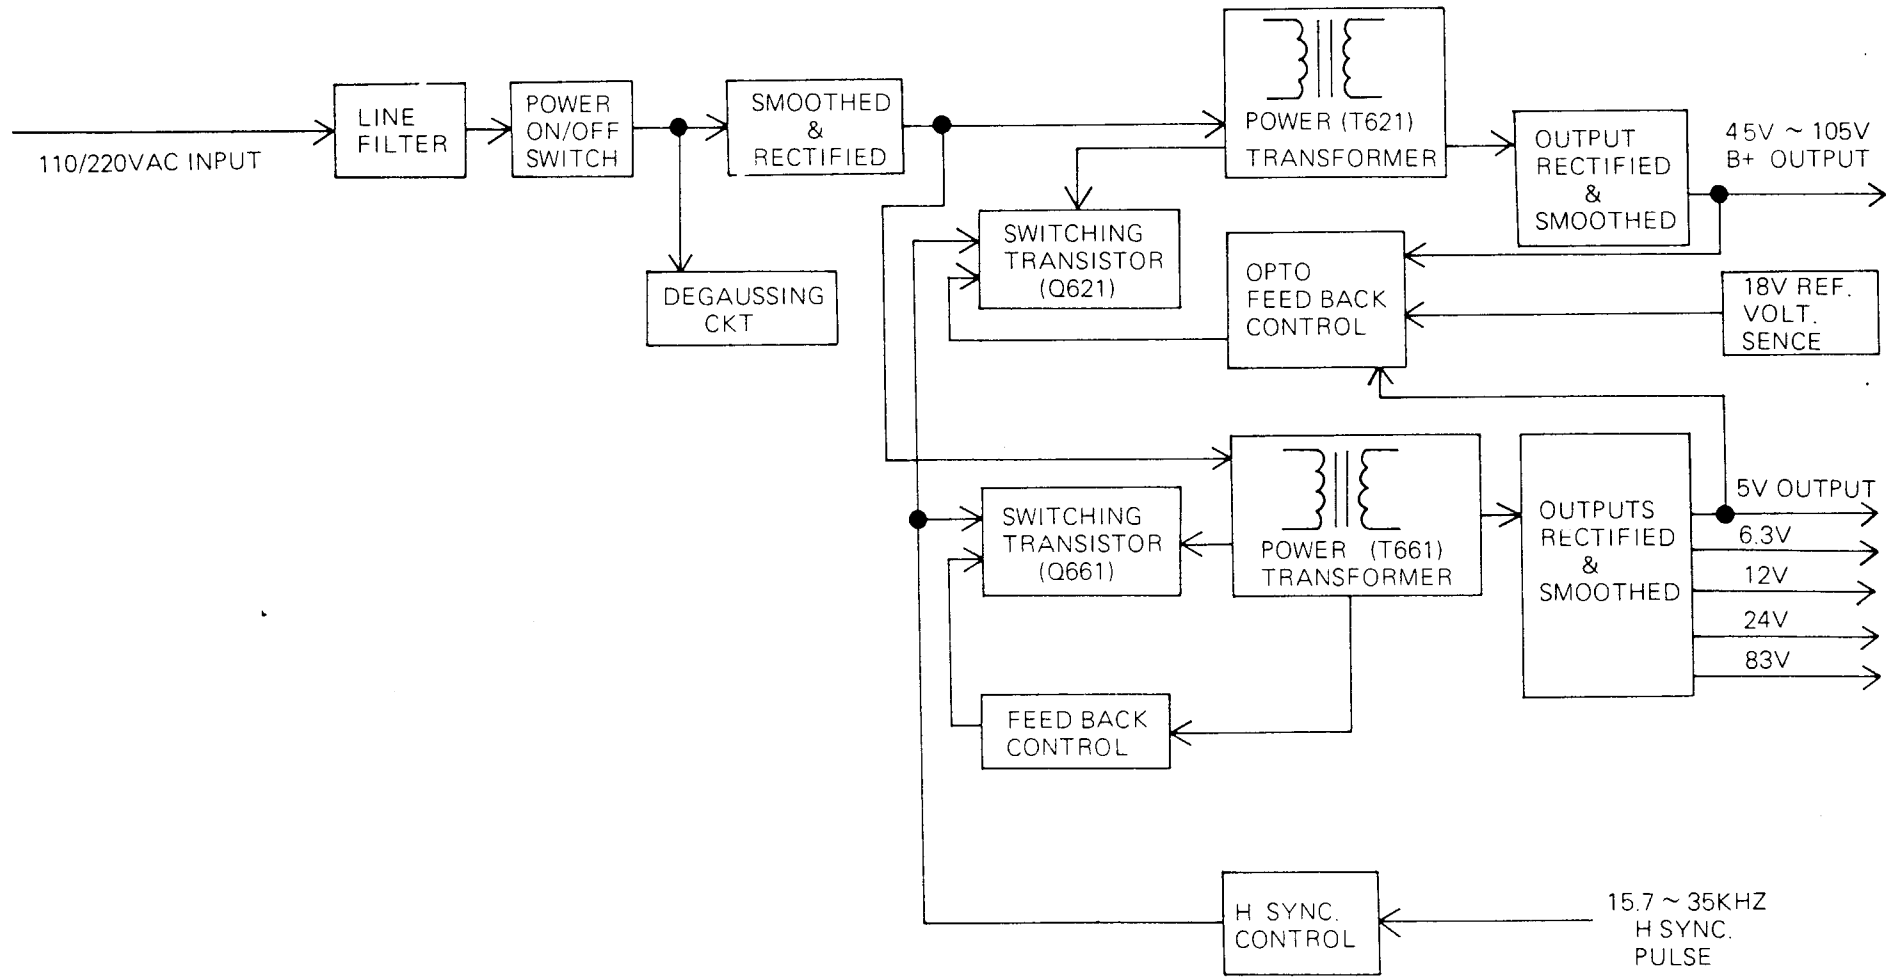 110/220VAC INPUT
LINE
FILTER
POWER
ON/OFF
SWITCH
SMOOTHED
&
RECTIFIED
DEGAUSSING
CKT
POWER (T621)
TRANSFORMER
OUTPUT
RECTIFIED
&
SMOOTHED
45V ~ 105V
B+ OUTPUT
SWITCHING
TRANSISTOR
(Q621)
OPTO
FEED BACK
CONTROL
18V REF.
VOLT.
SENCE
SWITCHING
TRANSISTOR
(Q661)
POWER (T661)
TRANSFORMER
OUTPUTS
RECTIFIED
&
SMOOTHED
5V OUTPUT
6.3V
12V
24V
83V
FEED BACK
CONTROL
H SYNC.
CONTROL
15.7 ~ 35KHZ
H SYNC.
PULSE